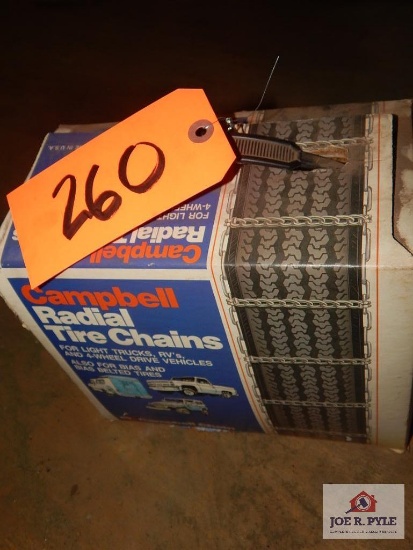 260
FOR LIGHT
4-WHEE
Radial T
Campbell
Campbell
Radial
Tire Chains
FOR LIGHT TRUCKS, RV's,
AND 4-WHEEL DRIVE VEHICLES
ALSO FOR BIAS AND
BIAS BELTED TIRES
JOE R. PYLE